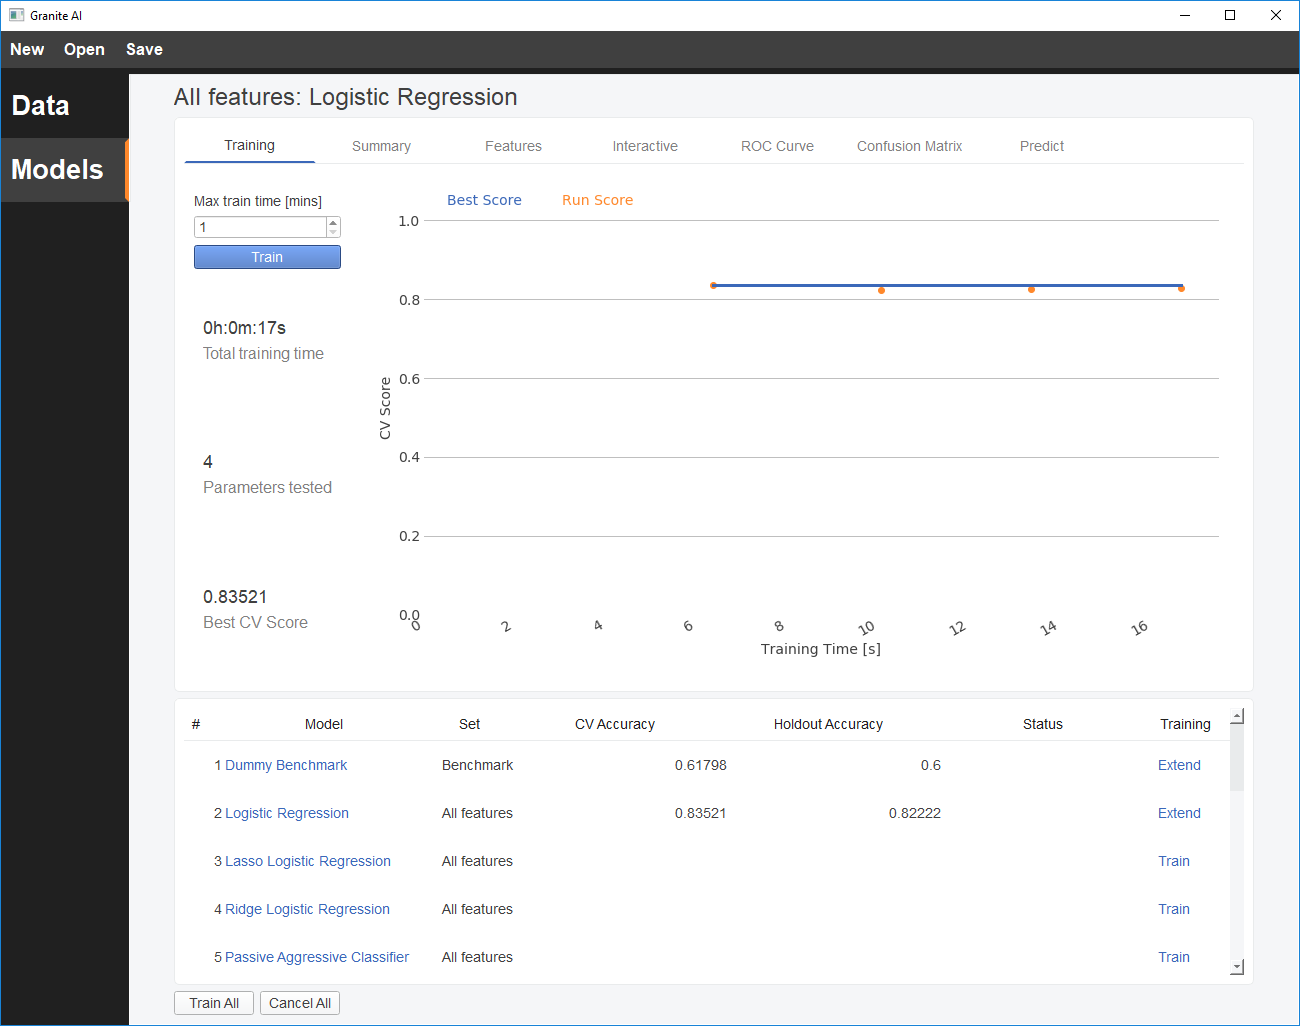 Granite AI
New Open Save
Data
Models
All features: Logistic Regression
Training Summary Features Interactive ROC Curve Confusion Matrix Predict
Max train time [mins]
1
Train
0h:0m:17s
Total training time
4
Parameters tested
0.83521
Best CV Score
Best Score Run Score
1.0
0.8
0.6
0.4
0.2
0.0
CV Score
0 2 4 6 8 10 12 14 16
Training Time [s]
# Model Set CV Accuracy Holdout Accuracy Status Training
1 Dummy Benchmark Benchmark 0.61798 0.6 Extend
2 Logistic Regression All features 0.83521 0.82222 Extend
3 Lasso Logistic Regression All features Train
4 Ridge Logistic Regression All features Train
5 Passive Aggressive Classifier All features Train
Train All Cancel All